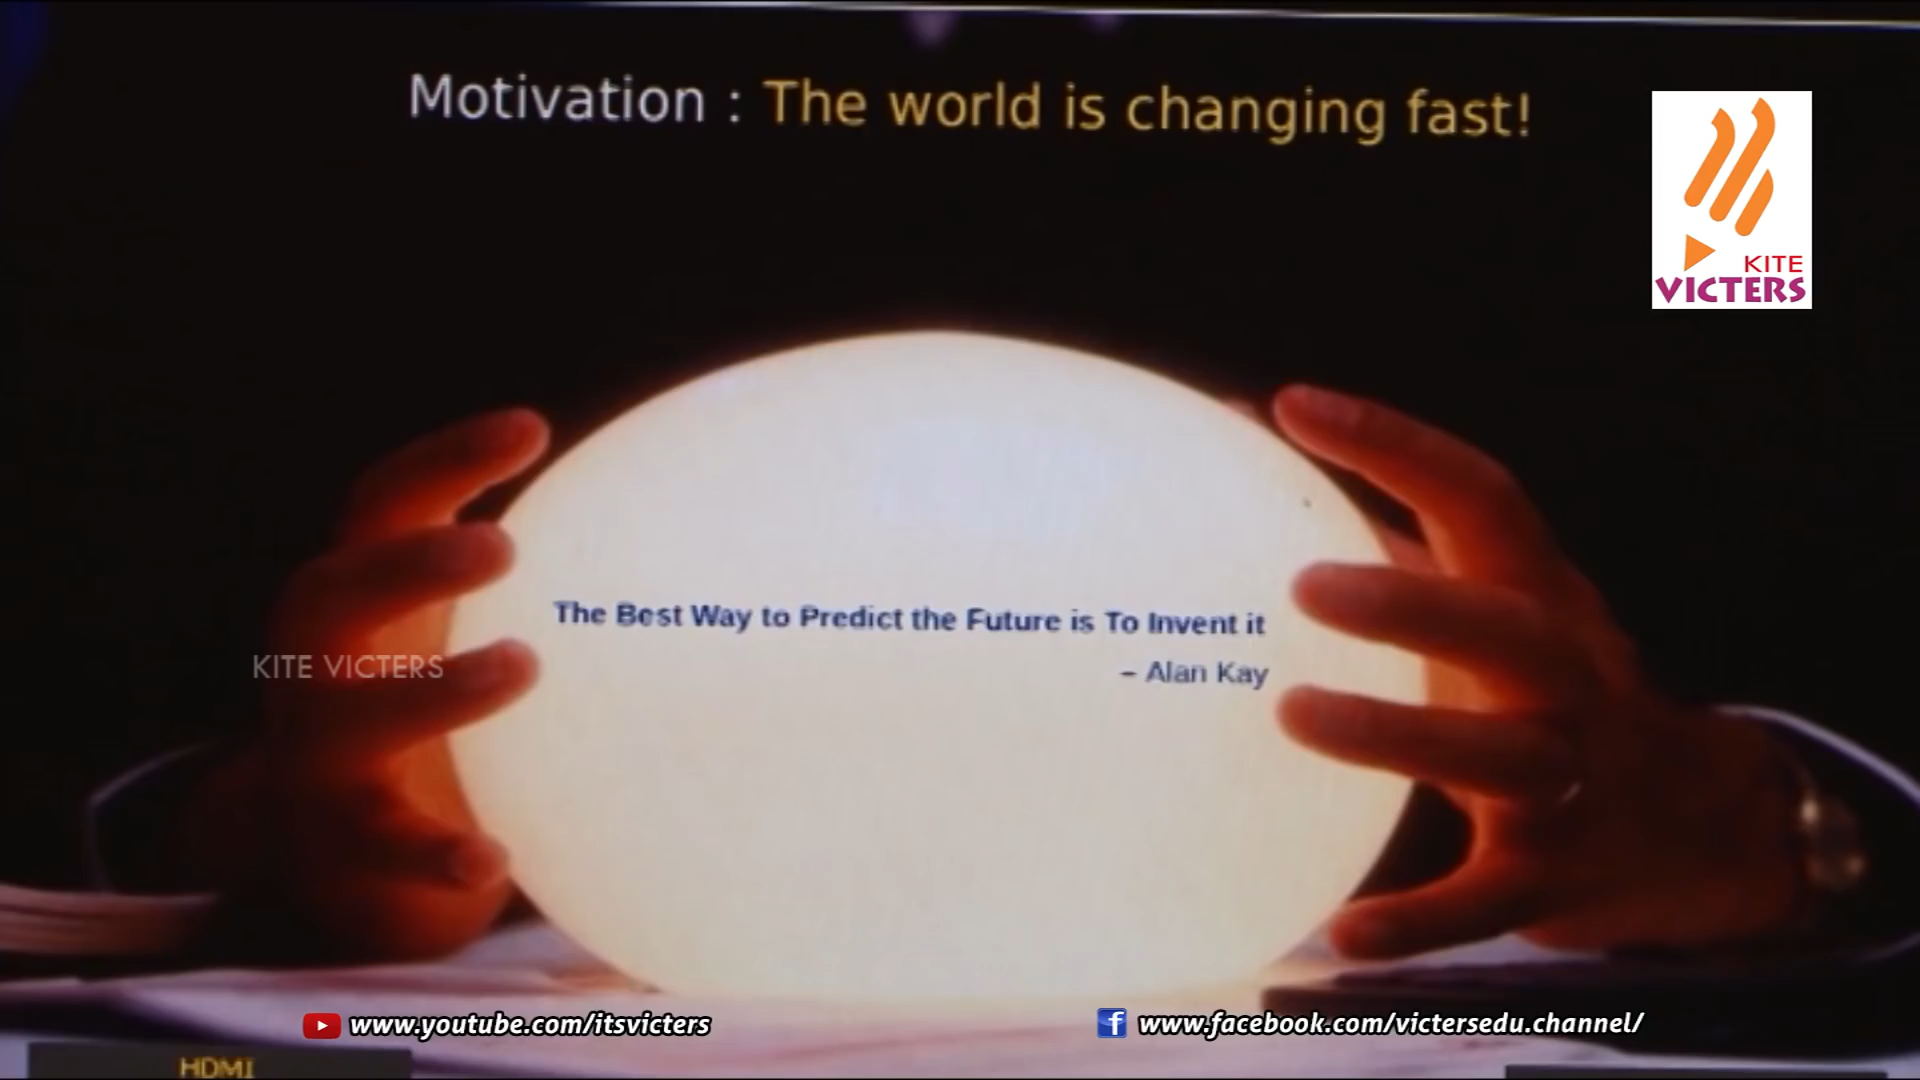 Motivation : The world is changing fast!
KITE
VICTERS
The Best Way to Predict the Future is To Invent it
– Alan Kay
KITE VICTERS
www.youtube.com/itsvicters
www.facebook.com/victersedu.channel/
HDMI